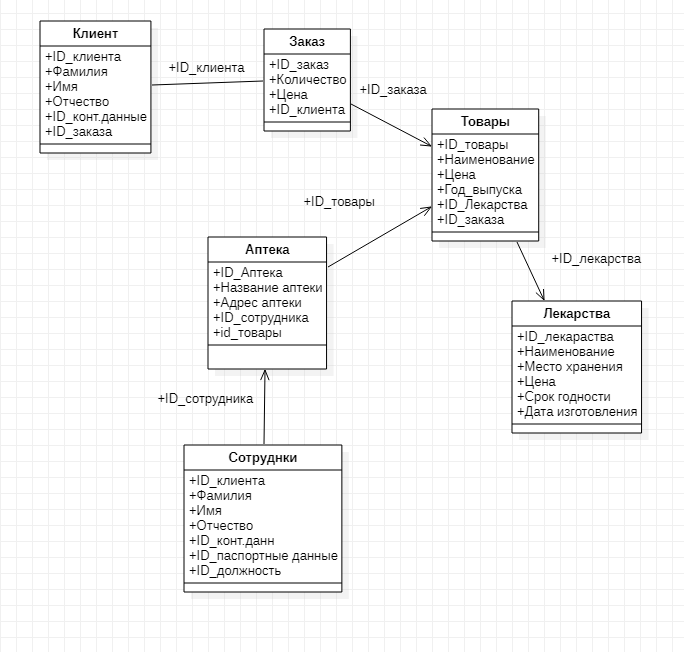 Клиент
+ID_клиента
+Фамилия
+Имя
+Отчество
+ID_конт.данные
+ID_заказа
+ID_клиента
Заказ
+ID_заказ
+Количество
+Цена
+ID_клиента
+ID_заказа
Товары
+ID_товары
+Наименование
+Цена
+Год_выпуска
+ID_Лекарства
+ID_заказа
+ID_товары
Аптека
+ID_Аптека
+Название аптеки
+Адрес аптеки
+ID_сотрудника
+id_товары
+ID_лекарства
Лекарства
+ID_лекараства
+Наименование
+Место хранения
+Цена
+Срок годности
+Дата изготовления
+ID_сотрудника
Сотруднки
+ID_клиента
+Фамилия
+Имя
+Отчество
+ID_конт.данн
+ID_паспортные данные
+ID_должность